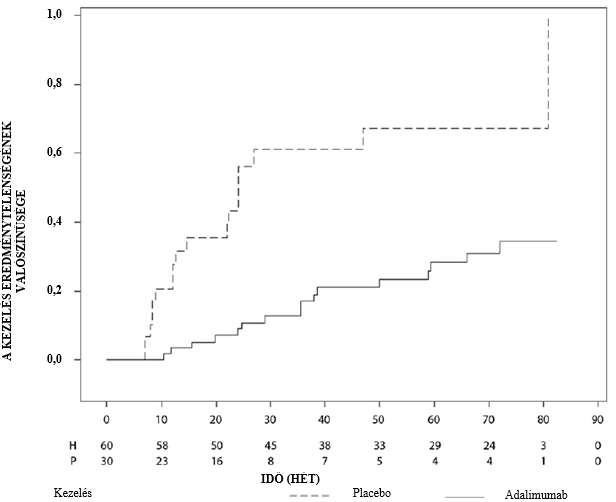 A KEZELÉS EREDMÉNYTELENSÉGÉNEK
VALÓSZÍNŰSÉGE
1,0
0,8
0,6
0,4
0,2
0,0
0 10 20 30 40 50 60 70 80 90
H 60 58 50 45 38 33 29 24 3 0
P 30 23 16 8 7 5 4 4 1 0
IDŐ (HÉT)
Kezelés Placebo Adalimumab